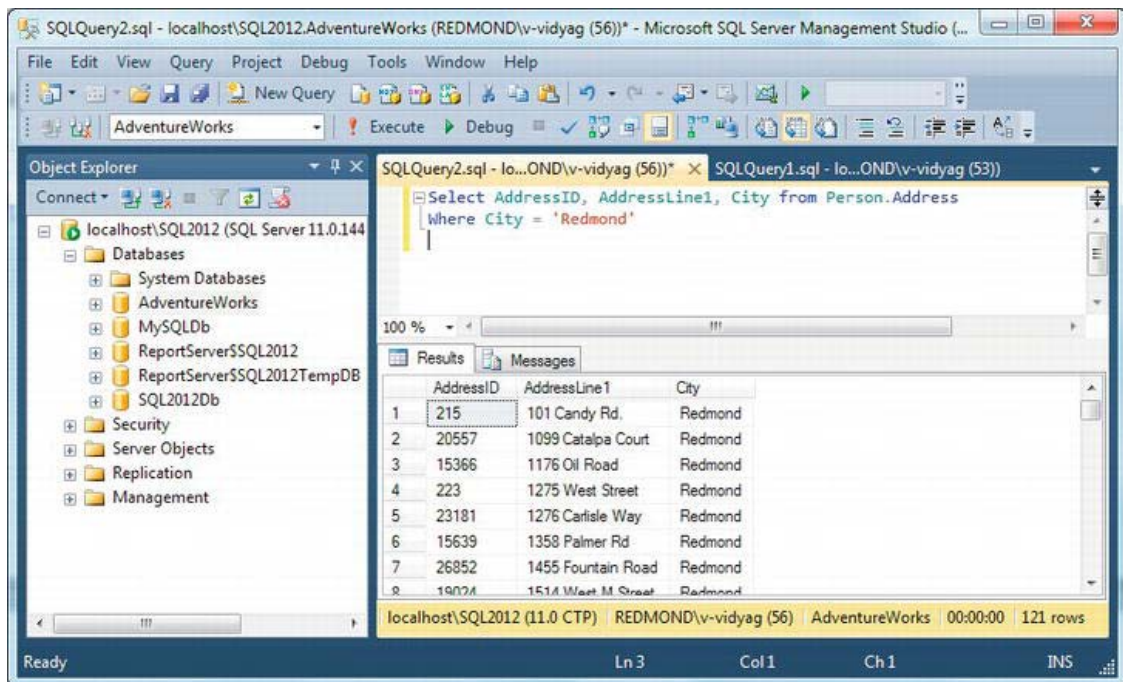 SQLQuery2.sql - localhost\SQL2012.AdventureWorks (REDMOND\v-vidyag (56))* - Microsoft SQL Server Management Studio (...
File Edit View Query Project Debug Tools Window Help
New Query
AdventureWorks Execute Debug
Object Explorer
Connect
localhost\SQL2012 (SQL Server 11.0.144
Databases
System Databases
AdventureWorks
MySQLDb
ReportServer$SQL2012
ReportServer$SQL2012TempDB
SQL2012Db
Security
Server Objects
Replication
Management
SQLQuery2.sql - lo...OND\v-vidyag (56))* SQLQuery1.sql - lo...OND\v-vidyag (53))
Select AddressID, AddressLine1, City from Person.Address
Where City = 'Redmond'
100 %
Results Messages
AddressID AddressLine1 City
1 215 101 Candy Rd. Redmond
2 20557 1099 Catalpa Court Redmond
3 15366 1176 Oil Road Redmond
4 223 1275 West Street Redmond
5 23181 1276 Carlisle Way Redmond
6 15639 1358 Palmer Rd Redmond
7 26852 1455 Fountain Road Redmond
8 19024 1514 West M Street Redmond
localhost\SQL2012 (11.0 CTP) REDMOND\v-vidyag (56) AdventureWorks 00:00:00 121 rows
Ready Ln 3 Col 1 Ch 1 INS